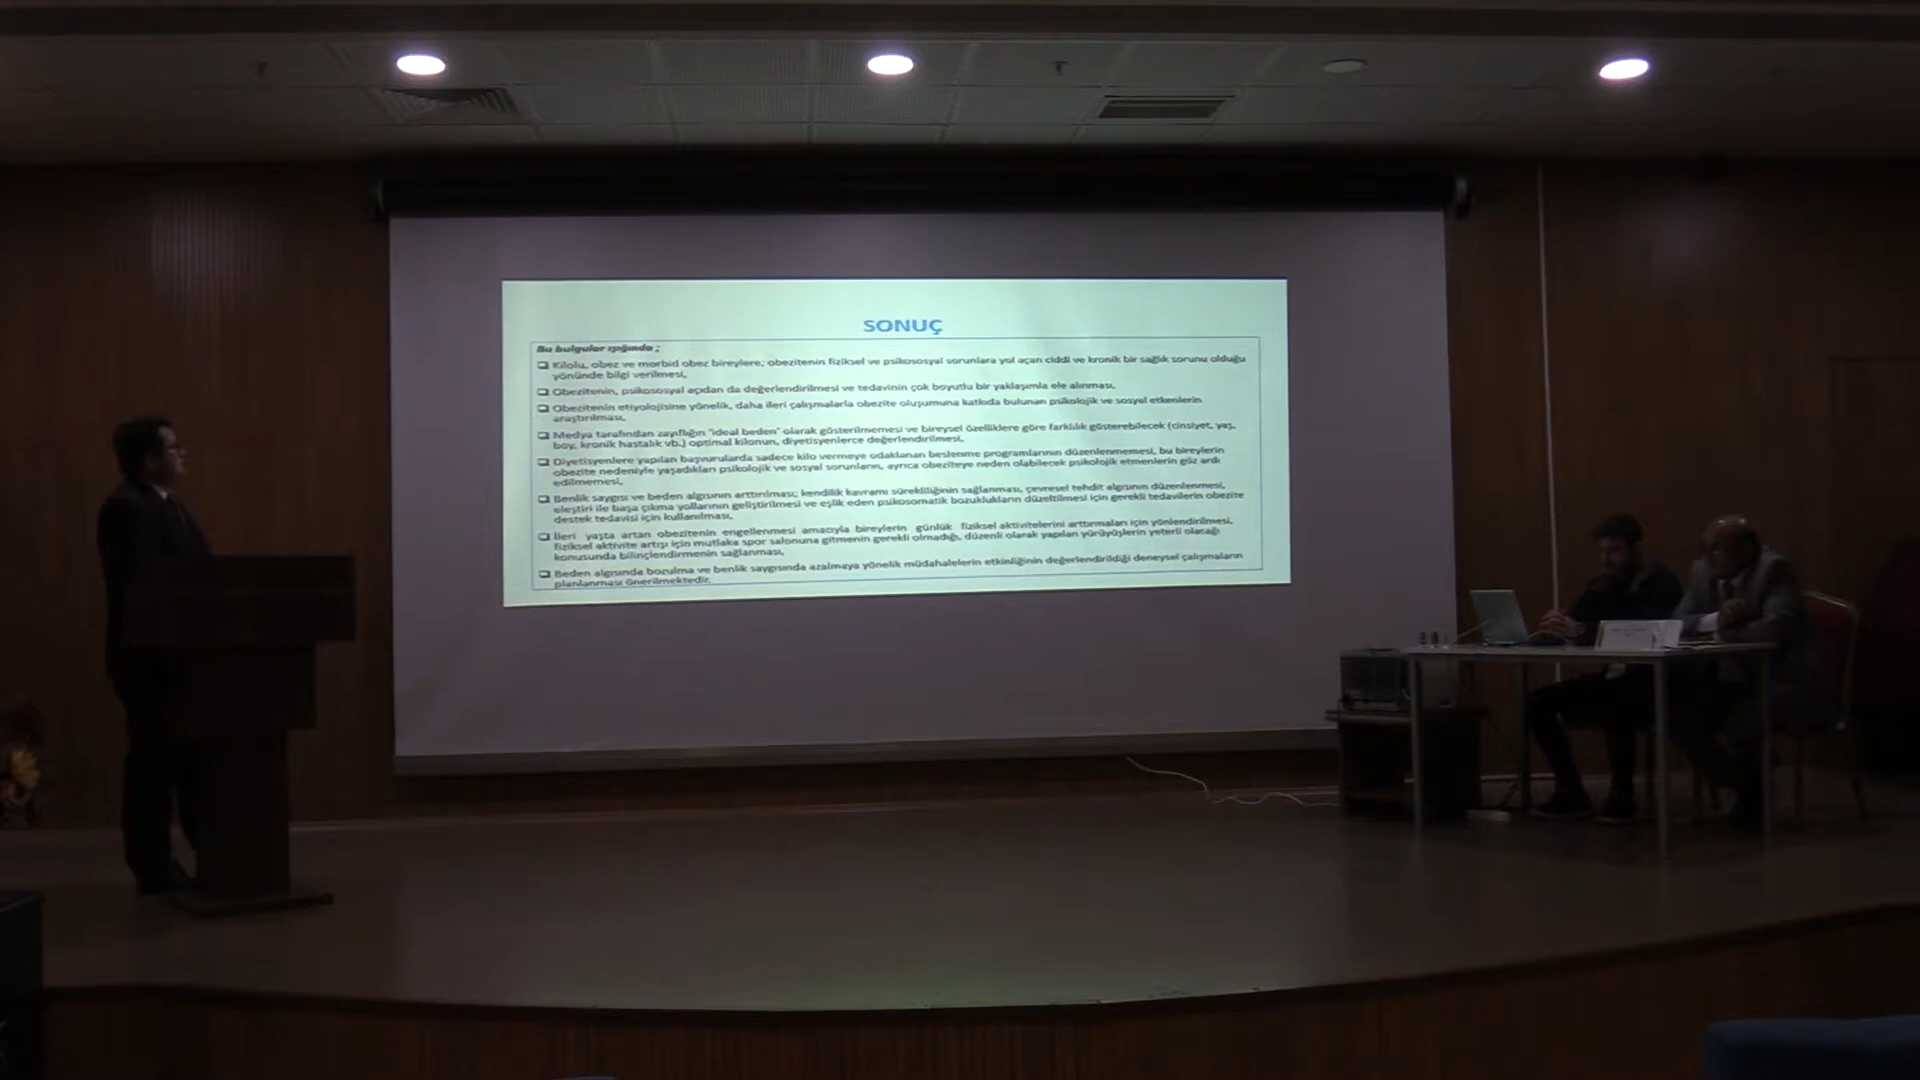 SONUÇ
Bu bulgular ışığında ;
❑ Kilolu, obez ve morbid obez bireylere; obezitenin fiziksel ve psikososyal sorunlara yol açan ciddi ve kronik bir sağlık sorunu olduğu
yönünde bilgi verilmesi,
❑ Obezitenin, psikososyal açıdan da değerlendirilmesi ve tedavinin çok boyutlu bir yaklaşımla ele alınması,
❑ Obezitenin etiyolojisine yönelik, daha ileri çalışmalarla obezite oluşumuna katkıda bulunan psikolojik ve sosyal etkenlerin
araştırılması,
❑ Medya tarafından zayıflığın "ideal beden" olarak gösterilmemesi ve bireysel özelliklere göre farklılık gösterebilecek (cinsiyet, yaş,
boy, kronik hastalık vb.) optimal kilonun, diyetisyenlerce değerlendirilmesi,
❑ Diyetisyenlere yapılan başvurularda sadece kilo vermeye odaklanan beslenme programlarının düzenlenmemesi, bu bireylerin
obezite nedeniyle yaşadıkları psikolojik ve sosyal sorunların, ayrıca obeziteye neden olabilecek psikolojik etmenlerin göz ardı
edilmemesi,
❑ Benlik saygısı ve beden algısının arttırılması; kendilik kavramı sürekliliğinin sağlanması, çevresel tehdit algısının düzenlenmesi,
eleştiri ile başa çıkma yollarının geliştirilmesi ve eşlik eden psikosomatik bozuklukların düzeltilmesi için gerekli tedavilerin obezite
destek tedavisi için kullanılması,
❑ İleri yaşta artan obezitenin engellenmesi amacıyla bireylerin günlük fiziksel aktivitelerini arttırmaları için yönlendirilmesi,
fiziksel aktivite artışı için mutlaka spor salonuna gitmenin gerekli olmadığı, düzenli olarak yapılan yürüyüşlerin yeterli olacağı
konusunda bilinçlendirmenin sağlanması,
❑ Beden algısında bozulma ve benlik saygısında azalmaya yönelik müdahalelerin etkinliğinin değerlendirildiği deneysel çalışmaların
planlanması önerilmektedir.